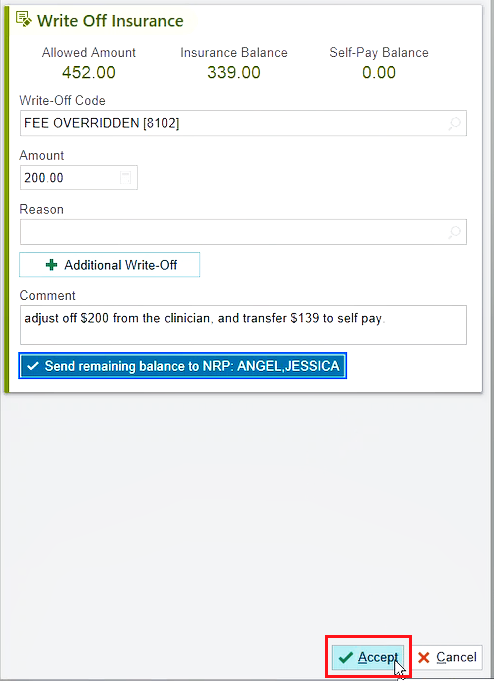 Write Off Insurance
Allowed Amount Insurance Balance Self-Pay Balance
452.00 339.00 0.00
Write-Off Code
FEE OVERRIDDEN [8102]
Amount
200.00
Reason
Additional Write-Off
Comment
adjust off $200 from the clinician, and transfer $139 to self pay.
Send remaining balance to NRP: ANGEL,JESSICA
Accept Cancel